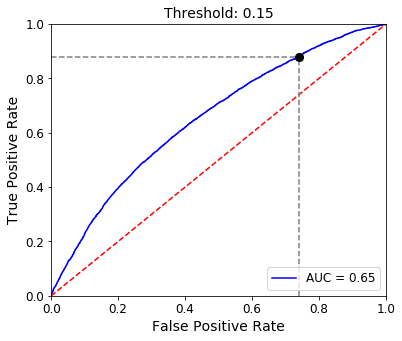 Threshold: 0.15
True Positive Rate
1.0
0.8
0.6
0.4
0.2
0.0
AUC = 0.65
0.0 0.2 0.4 0.6 0.8 1.0
False Positive Rate